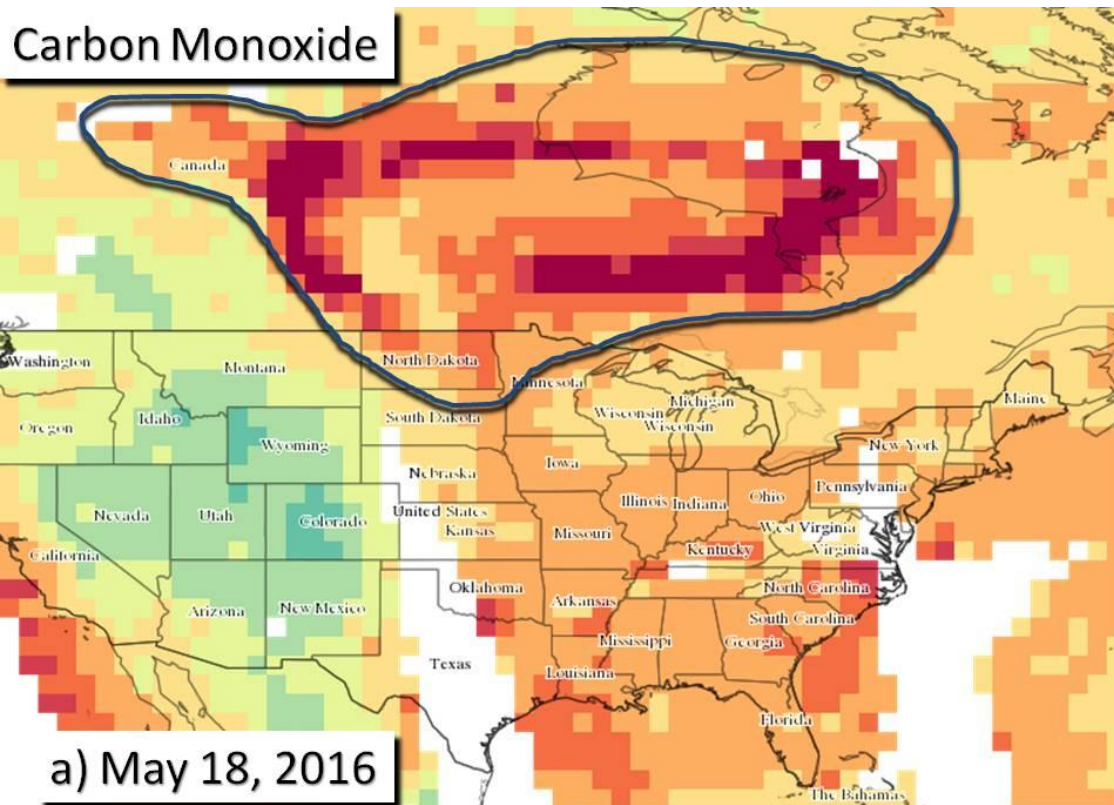 Carbon Monoxide
Canada
Washington
Montana
North Dakota
Minnesota
Maine
Oregon
Idaho
South Dakota
Wisconsin
Michigan
Wisconsin
New York
Wyoming
Nebraska
Iowa
Illinois
Indiana
Ohio
Pennsylvania
Nevada
Utah
Colorado
United States
Kansas
Missouri
West Virginia
Virginia
California
Kentucky
Arizona
New Mexico
Oklahoma
Arkansas
North Carolina
South Carolina
Mississippi
Georgia
Texas
Louisiana
Florida
a) May 18, 2016
The Bahamas